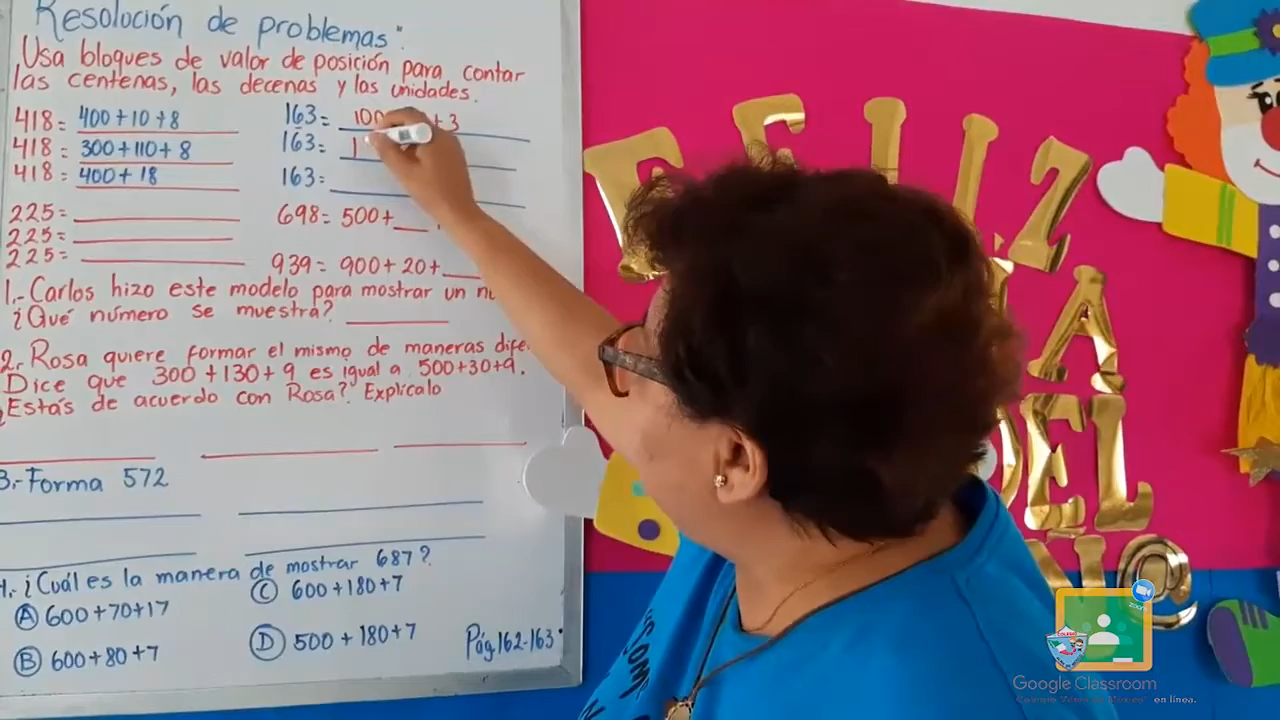 Resolución de problemas".
Usa bloques de valor de posición para contar
las centenas, las decenas y las unidades.
418= 400+10+8
418= 300+110+8
418= 400+18
163= 100 +3
163= 1
163=
225=
225=
225=
698= 500+
939= 900+20+
1.- Carlos hizo este modelo para mostrar un
¿Qué número se muestra?
2.- Rosa quiere formar el mismo de maneras
Dice que 300+130+9 es igual a 500+30+9.
¿Estás de acuerdo con Rosa? Explícalo
3.- Forma 572
4.- ¿Cuál es la manera de mostrar 687?
A 600+70+17
B 600+80+7
C 600+180+7
D 500+180+7
Pág.162-163
FELIZ
DEL
zoom
Google Classroom
en línea.